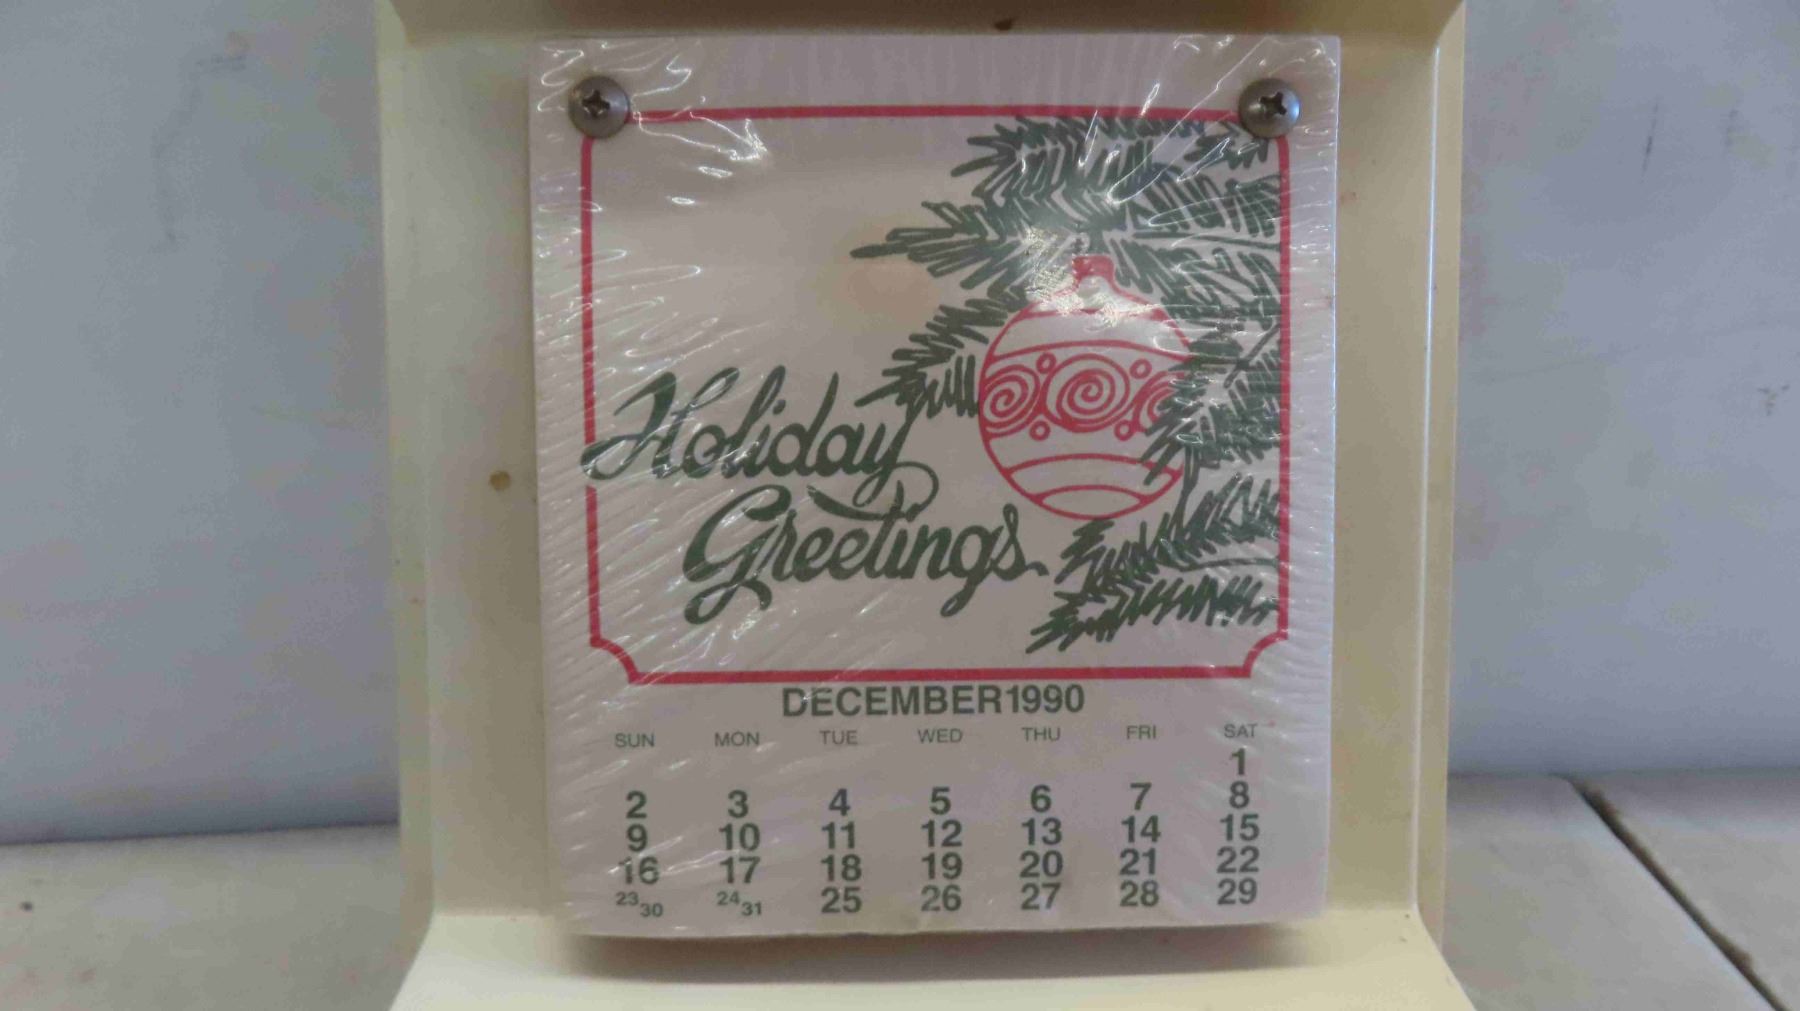 Holiday
Greetings
DECEMBER 1990
SUN MON TUE WED THU FRI SAT
1
2 3 4 5 6 7 8
9 10 11 12 13 14 15
16 17 18 19 20 21 22
23 30 24 31 25 26 27 28 29